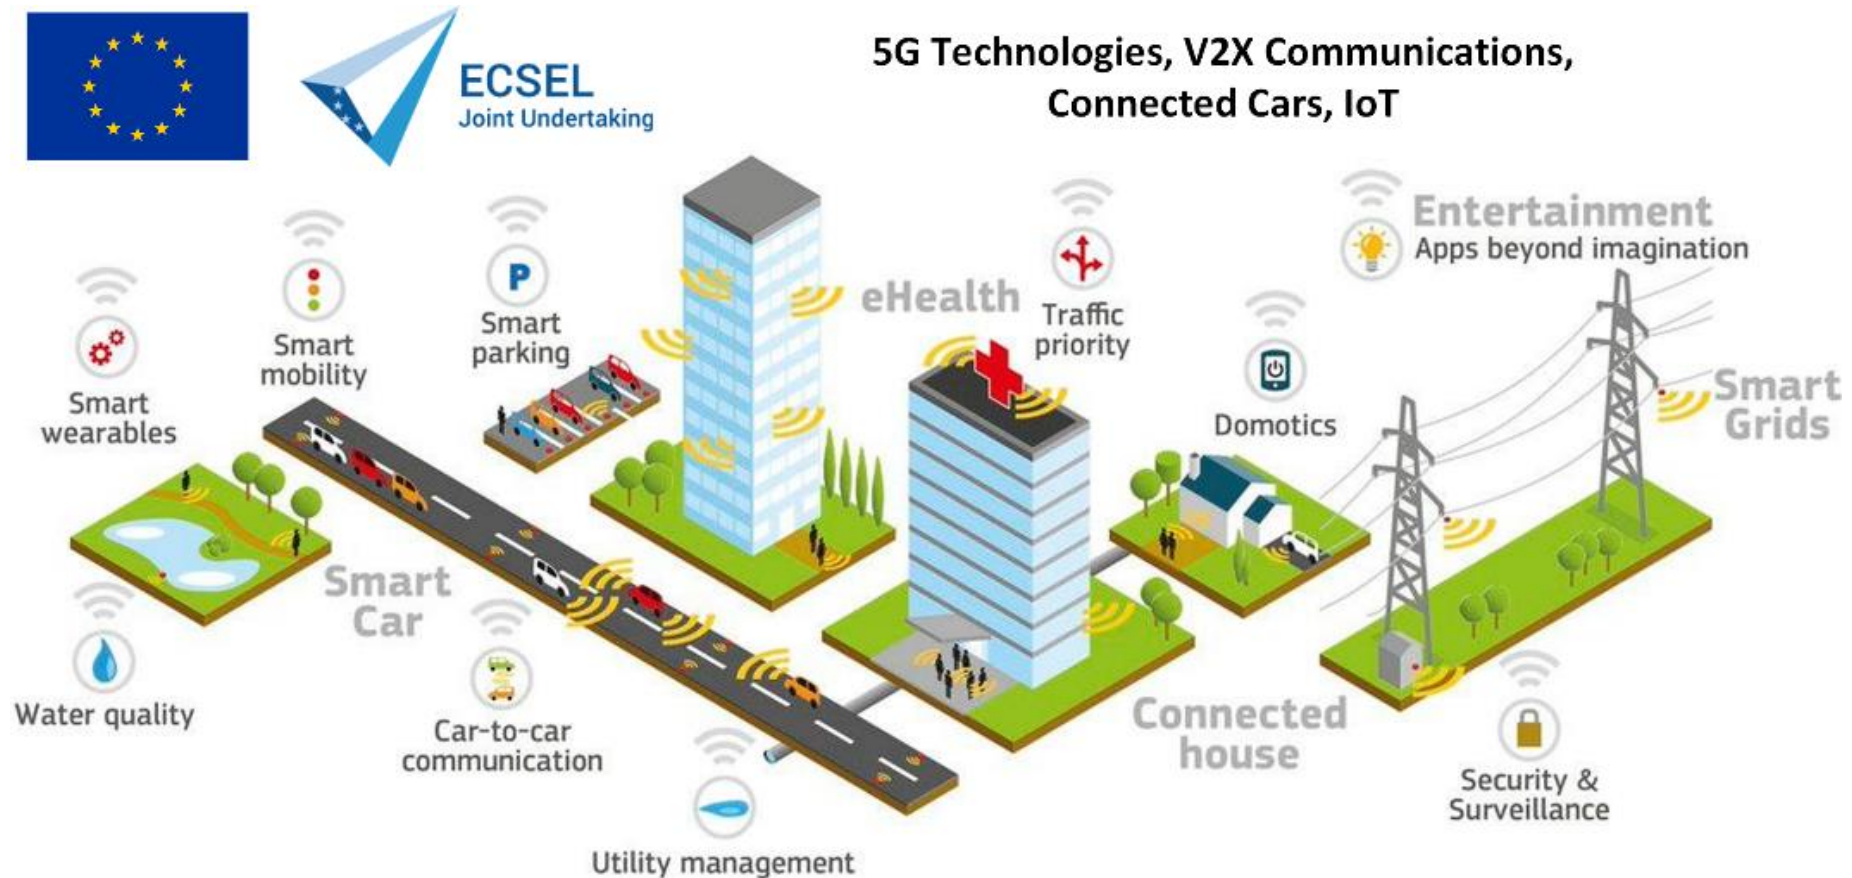 ECSEL
Joint Undertaking
5G Technologies, V2X Communications,
Connected Cars, IoT
Entertainment
Apps beyond imagination
eHealth
Traffic
priority
Smart
parking
Smart
mobility
Smart
wearables
Domotics
Smart
Grids
P
Smart
Car
Water quality
Car-to-car
communication
Connected
house
Security &
Surveillance
Utility management